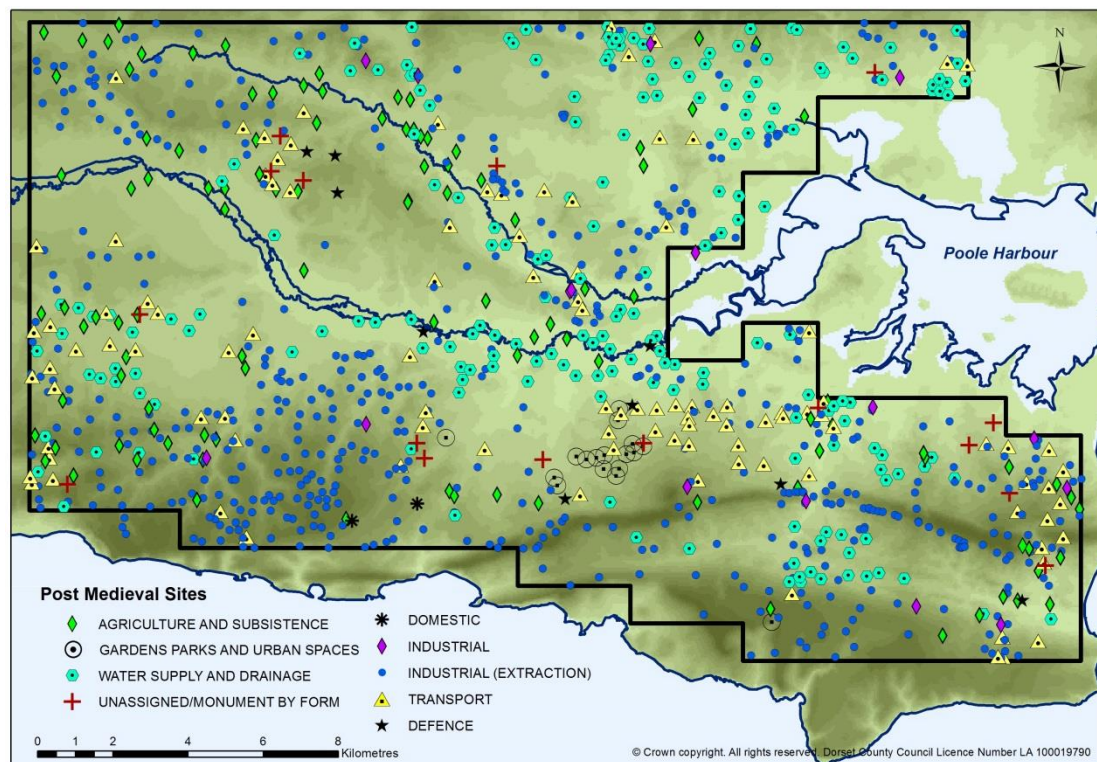 N
Poole Harbour
Post Medieval Sites
AGRICULTURE AND SUBSISTENCE
GARDENS PARKS AND URBAN SPACES
WATER SUPPLY AND DRAINAGE
UNASSIGNED/MONUMENT BY FORM
DOMESTIC
INDUSTRIAL
INDUSTRIAL (EXTRACTION)
TRANSPORT
DEFENCE
0 2 4 6 8
Kilometres
© Crown copyright. All rights reserved. Dorset County Council Licence Number LA 100019790